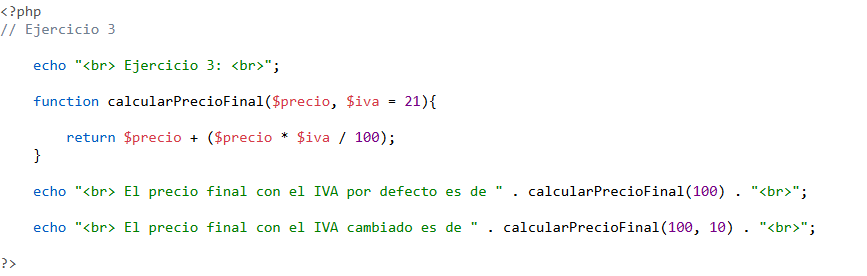 <?php
// Ejercicio 3
echo "<br> Ejercicio 3: <br>";
function calcularPrecioFinal($precio, $iva = 21){
return $precio + ($precio * $iva / 100);
}
echo "<br> El precio final con el IVA por defecto es de " . calcularPrecioFinal(100) . "<br>";
echo "<br> El precio final con el IVA cambiado es de " . calcularPrecioFinal(100, 10) . "<br>";
?>